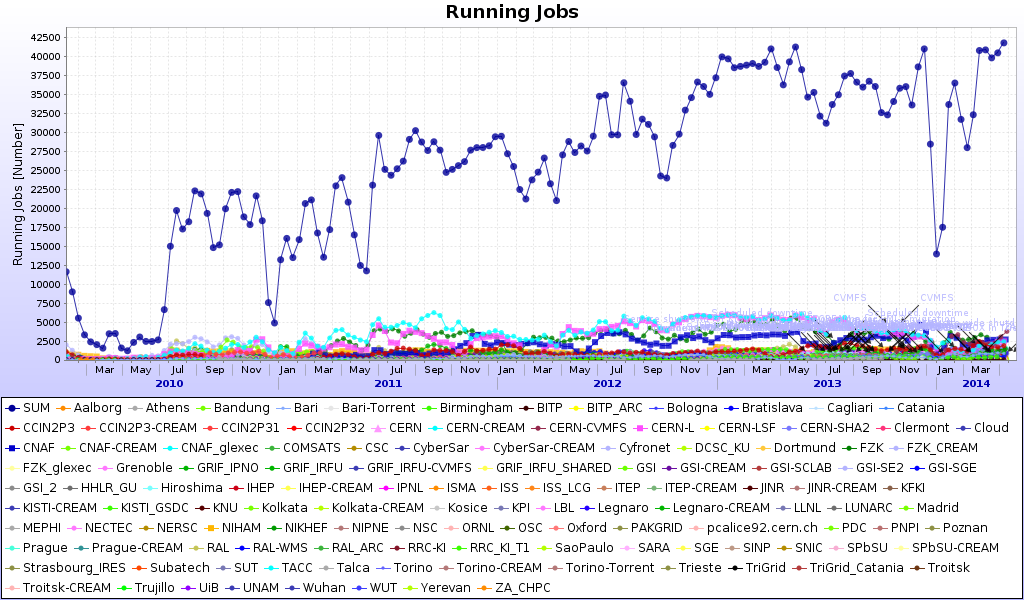 Running Jobs
Running Jobs [Number]
42500
40000
37500
35000
32500
30000
27500
25000
22500
20000
17500
15000
12500
10000
7500
5000
2500
0
CVMFS CVMFS
Scheduled downtime
Mar May Jul Sep Nov Jan Mar May Jul Sep Nov Jan Mar May Jul Sep Nov Jan Mar May Jul Sep Nov Jan Mar
2010 2011 2012 2013 2014
SUM Aalborg Athens Bandung Bari Bari-Torrent Birmingham BITP BITP_ARC Bologna Bratislava Cagliari Catania
CCIN2P3 CCIN2P3-CREAM CCIN2P31 CCIN2P32 CERN CERN-CREAM CERN-CVMFS CERN-L CERN-LSF CERN-SHA2 Clermont Cloud
CNAF CNAF-CREAM CNAF_glexec COMSATS CSC CyberSar CyberSar-CREAM Cyfronet DCSC_KU Dortmund FZK FZK_CREAM
FZK_glexec Grenoble GRIF_IPNO GRIF_IRFU GRIF_IRFU-CVMFS GRIF_IRFU_SHARED GSI GSI-CREAM GSI-SCLAB GSI-SE2 GSI-SGE
GSI_2 HHLR_GU Hiroshima IHEP IHEP-CREAM IPNL ISMA ISS ISS_LCG ITEP ITEP-CREAM JINR JINR-CREAM KFKI
KISTI-CREAM KISTI_GSDC KNU Kolkata Kolkata-CREAM Kosice KPI LBL Legnaro Legnaro-CREAM LLNL LUNARC Madrid
MEPHI NECTEC NERSC NIHAM NIKHEF NIPNE NSC ORNL OSC Oxford PAKGRID pcalice92.cern.ch PDC PNPI Poznan
Prague Prague-CREAM RAL RAL-WMS RAL_ARC RRC-KI RRC_KI_T1 SaoPaulo SARA SGE SINP SNIC SPbSU SPbSU-CREAM
Strasbourg_IRES Subatech SUT TACC Talca Torino Torino-CREAM Torino-Torrent Trieste TriGrid TriGrid_Catania Troitsk
Troitsk-CREAM Trujillo UiB UNAM Wuhan WUT Yerevan ZA_CHPC